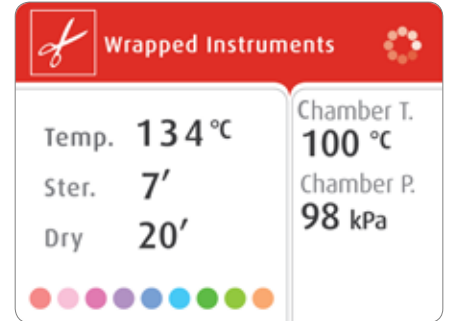 Wrapped Instruments
Temp. 134°C
Ster. 7′
Dry 20′
Chamber T.
100 °C
Chamber P.
98 kPa